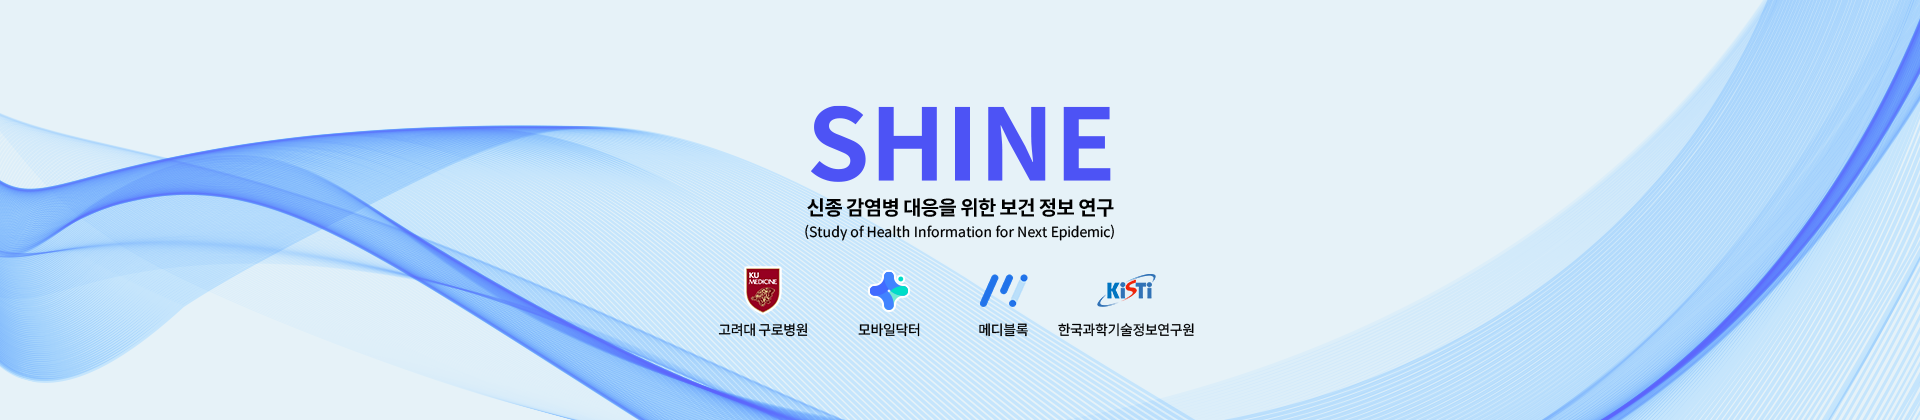 SHINE
신종 감염병 대응을 위한 보건 정보 연구
(Study of Health Information for Next Epidemic)
KU
MEDICINE
KiSTi
고려대 구로병원 모바일닥터 메디블록 한국과학기술정보연구원